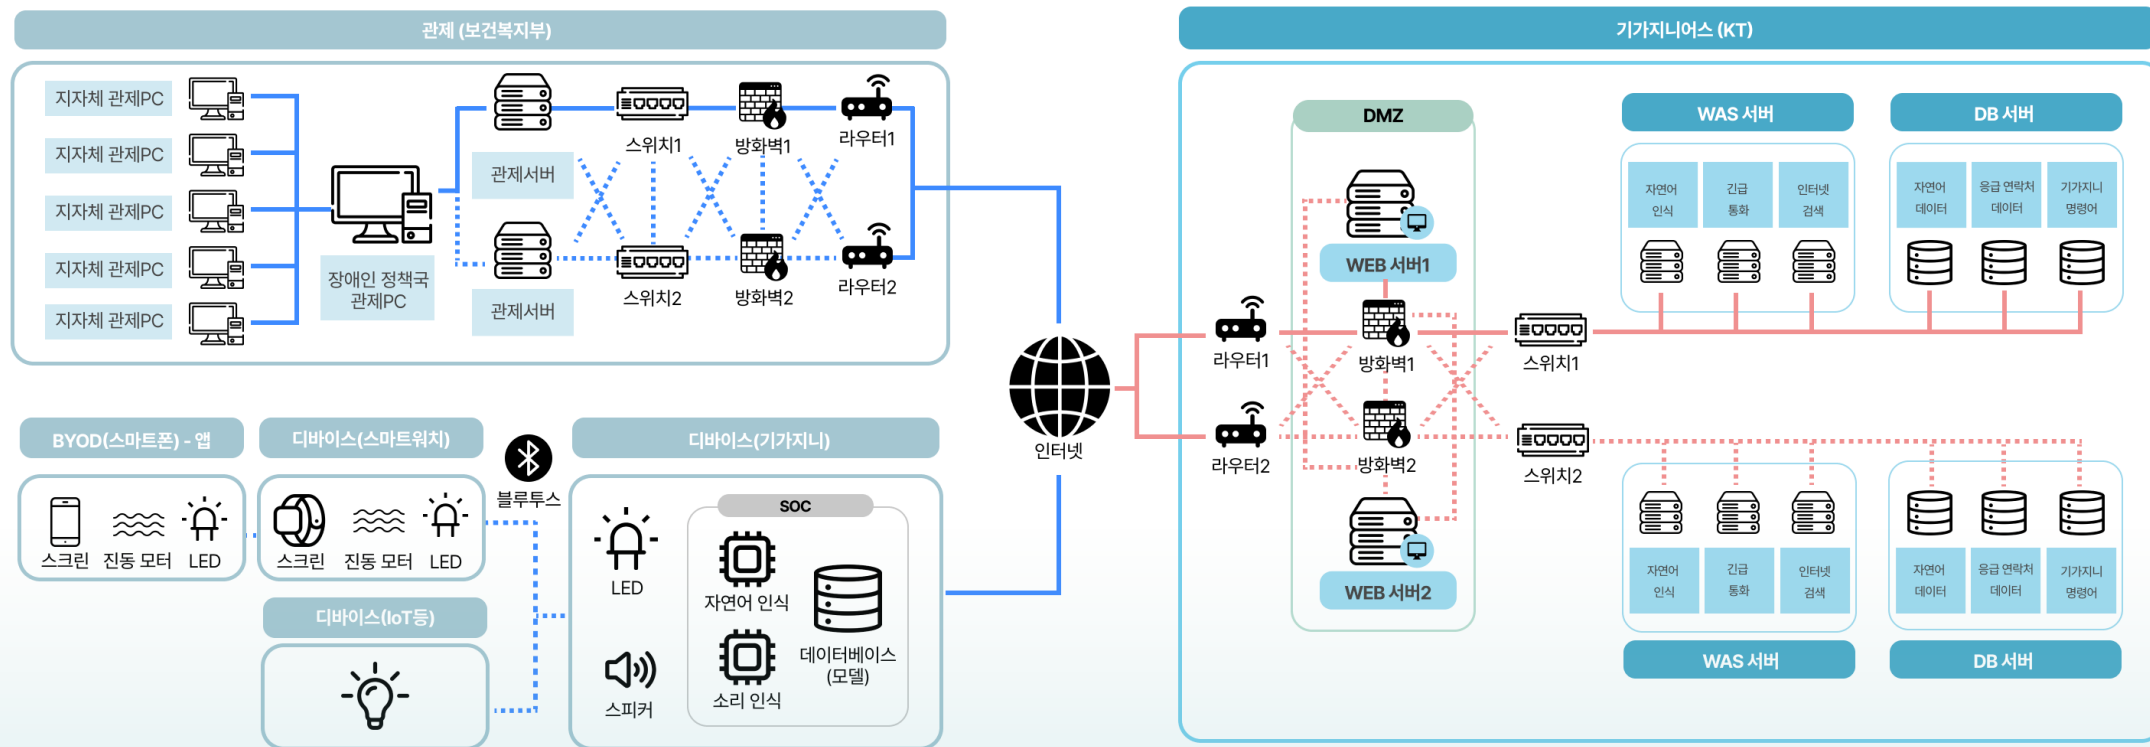 관제 (보건복지부)
지자체 관제PC
지자체 관제PC
지자체 관제PC
지자체 관제PC
지자체 관제PC
장애인 정책국
관제PC
관제서버
관제서버
스위치1
스위치2
방화벽1
방화벽2
라우터1
라우터2
BYOD(스마트폰) - 앱
스크린
진동 모터
LED
디바이스(스마트워치)
스크린
진동 모터
LED
블루투스
디바이스(IoT등)
디바이스(기가지니)
LED
스피커
SOC
자연어 인식
소리 인식
데이터베이스
(모델)
인터넷
기가지니어스 (KT)
라우터1
라우터2
DMZ
WEB 서버1
방화벽1
방화벽2
WEB 서버2
스위치1
스위치2
WAS 서버
자연어
인식
긴급
통화
인터넷
검색
DB 서버
자연어
데이터
응급 연락처
데이터
기가지니
명령어
자연어
인식
긴급
통화
인터넷
검색
WAS 서버
자연어
데이터
응급 연락처
데이터
기가지니
명령어
DB 서버